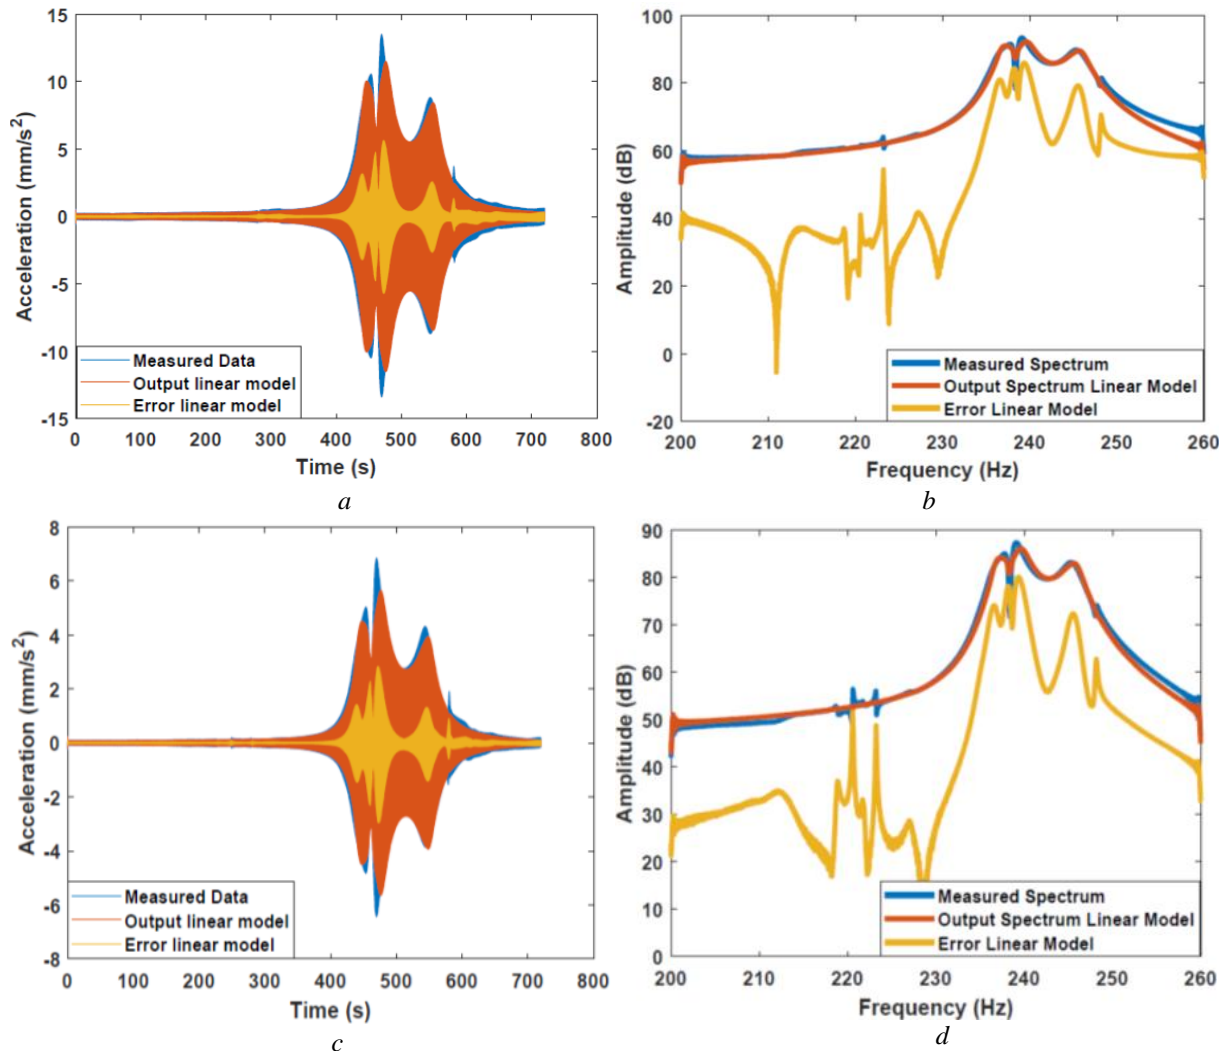 15
10
5
0
-5
-10
-15
Acceleration (mm/s²)
Measured Data
Output linear model
Error linear model
0 100 200 300 400 500 600 700 800
Time (s)
a
100
80
60
40
20
0
-20
Amplitude (dB)
Measured Spectrum
Output Spectrum Linear Model
Error Linear Model
200 210 220 230 240 250 260
Frequency (Hz)
b
8
6
4
2
0
-2
-4
-6
-8
Acceleration (mm/s²)
Measured Data
Output linear model
Error linear model
0 100 200 300 400 500 600 700 800
Time (s)
c
90
80
70
60
50
40
30
20
10
0
Amplitude (dB)
Measured Spectrum
Output Spectrum Linear Model
Error Linear Model
200 210 220 230 240 250 260
Frequency (Hz)
d